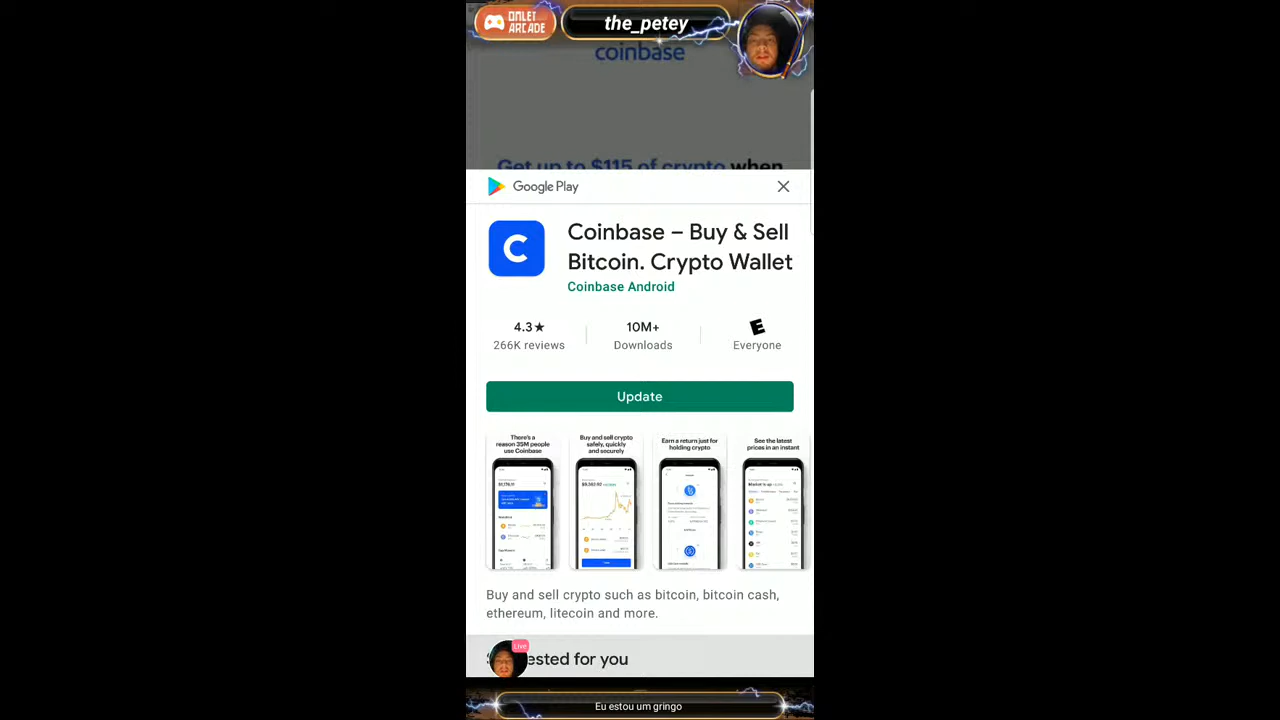 OMLET
ARCADE
the_petey
coinbase
Get up to $115 of crypto when
Google Play
Coinbase – Buy & Sell
Bitcoin. Crypto Wallet
Coinbase Android
4.3★
266K reviews
10M+
Downloads
E
Everyone
Update
There's a
reason 35M people
use Coinbase
Buy and sell crypto
safely, quickly
and securely
Earn a return just for
holding crypto
See the latest
prices in an instant
Buy and sell crypto such as bitcoin, bitcoin cash,
ethereum, litecoin and more.
Live
ested for you
Eu estou um gringo